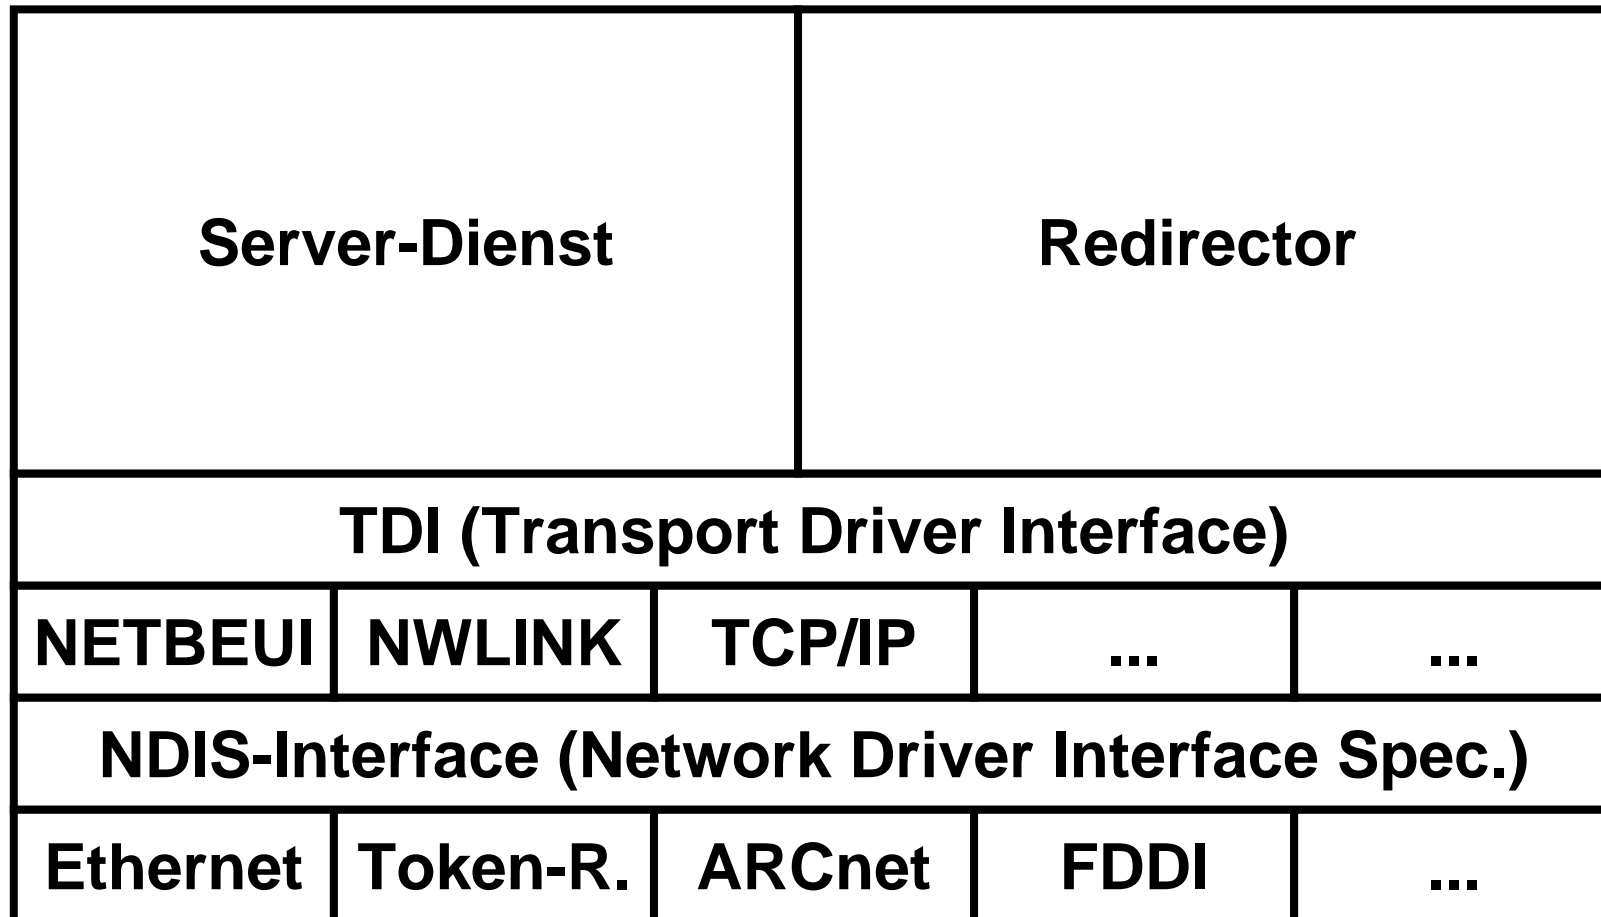 Server-Dienst Redirector
TDI (Transport Driver Interface)
NETBEUI NWLINK TCP/IP ... ...
NDIS-Interface (Network Driver Interface Spec.)
Ethernet Token-R. ARCnet FDDI ...